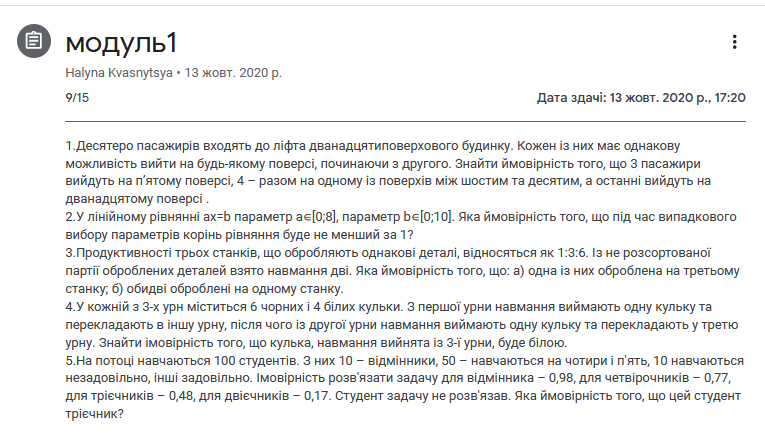 модуль1
Halyna Kvasnytsya • 13 жовт. 2020 р.
9/15 Дата здачі: 13 жовт. 2020 р., 17:20
1.Десятеро пасажирів входять до ліфта дванадцятиповерхового будинку. Кожен із них має однакову
можливість вийти на будь-якому поверсі, починаючи з другого. Знайти ймовірність того, що 3 пасажири
вийдуть на п’ятому поверсі, 4 – разом на одному із поверхів між шостим та десятим, а останні вийдуть на
дванадцятому поверсі .
2.У лінійному рівнянні ax=b параметр a∈[0;8], параметр b∈[0;10]. Яка ймовірність того, що під час випадкового
вибору параметрів корінь рівняння буде не менший за 1?
3.Продуктивності трьох станків, що обробляють однакові деталі, відносяться як 1:3:6. Із не розсортованої
партії оброблених деталей взято навмання дві. Яка ймовірність того, що: а) одна із них оброблена на третьому
станку; б) обидві оброблені на одному станку.
4.У кожній з 3-х урн міститься 6 чорних і 4 білих кульки. З першої урни навмання виймають одну кульку та
перекладають в іншу урну, після чого із другої урни навмання виймають одну кульку та перекладають у третю
урну. Знайти імовірність того, що кулька, навмання вийнята із 3-ї урни, буде білою.
5.На потоці навчаються 100 студентів. З них 10 – відмінники, 50 – навчаються на чотири і п'ять, 10 навчаються
незадовільно, інші задовільно. Імовірність розв'язати задачу для відмінника – 0,98, для четвірочників – 0,77,
для трієчників – 0,48, для двієчників – 0,17. Студент задачу не розв'язав. Яка ймовірність того, що цей студент
трієчник?